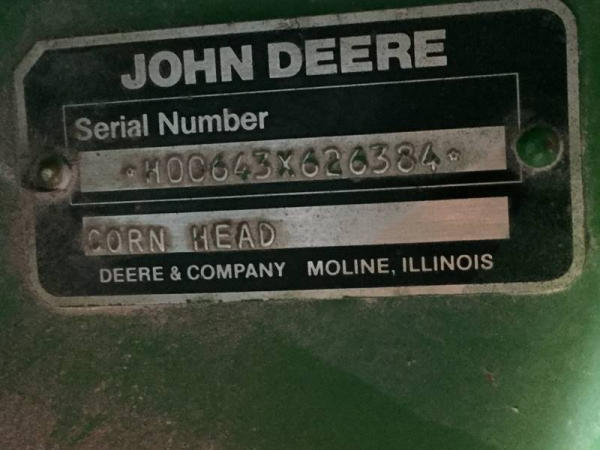 JOHN DEERE
Serial Number
*H00643X626384*
CORN HEAD
DEERE & COMPANY MOLINE, ILLINOIS